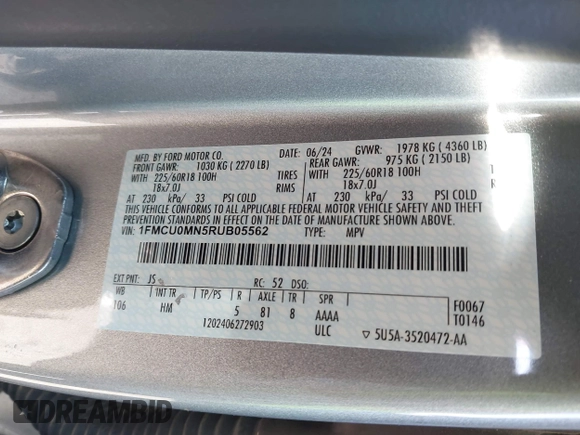 MFD. BY FORD MOTOR CO.
DATE: 06/24
GVWR: 1978 KG (4360 LB)
FRONT GAWR: 1030 KG (2270 LB)
REAR GAWR: 975 KG (2150 LB)
WITH 225/60R18 100H TIRES
WITH 225/60R18 100H
18x7.0J RIMS
18x7.0J
AT 230 kPa/ 33 PSI COLD
AT 230 kPa/ 33 PSI COLD
THIS VEHICLE CONFORMS TO ALL APPLICABLE FEDERAL MOTOR VEHICLE SAFETY AND
THEFT PREVENTION STANDARDS IN EFFECT ON THE DATE OF MANUFACTURE SHOWN ABOVE.
VIN: 1FMCU0MN5RUB05562 TYPE: MPV
EXT PNT: JS RC: 52 DSO:
WB INT TR TP/PS R AXLE TR SPR
106 HM 5 81 8 AAAA
F0067
T0146
1202406272903
ULC
▽ 5U5A-3520472-AA
DREAMBID